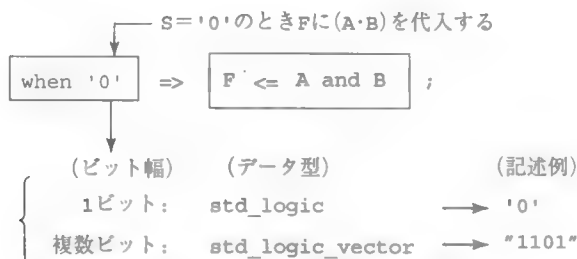 S='0'のときFに(A·B)を代入する
when '0' => F <= A and B ;
(ビット幅) (データ型) (記述例)
1ビット: std_logic → '0'
複数ビット: std_logic_vector → "1101"